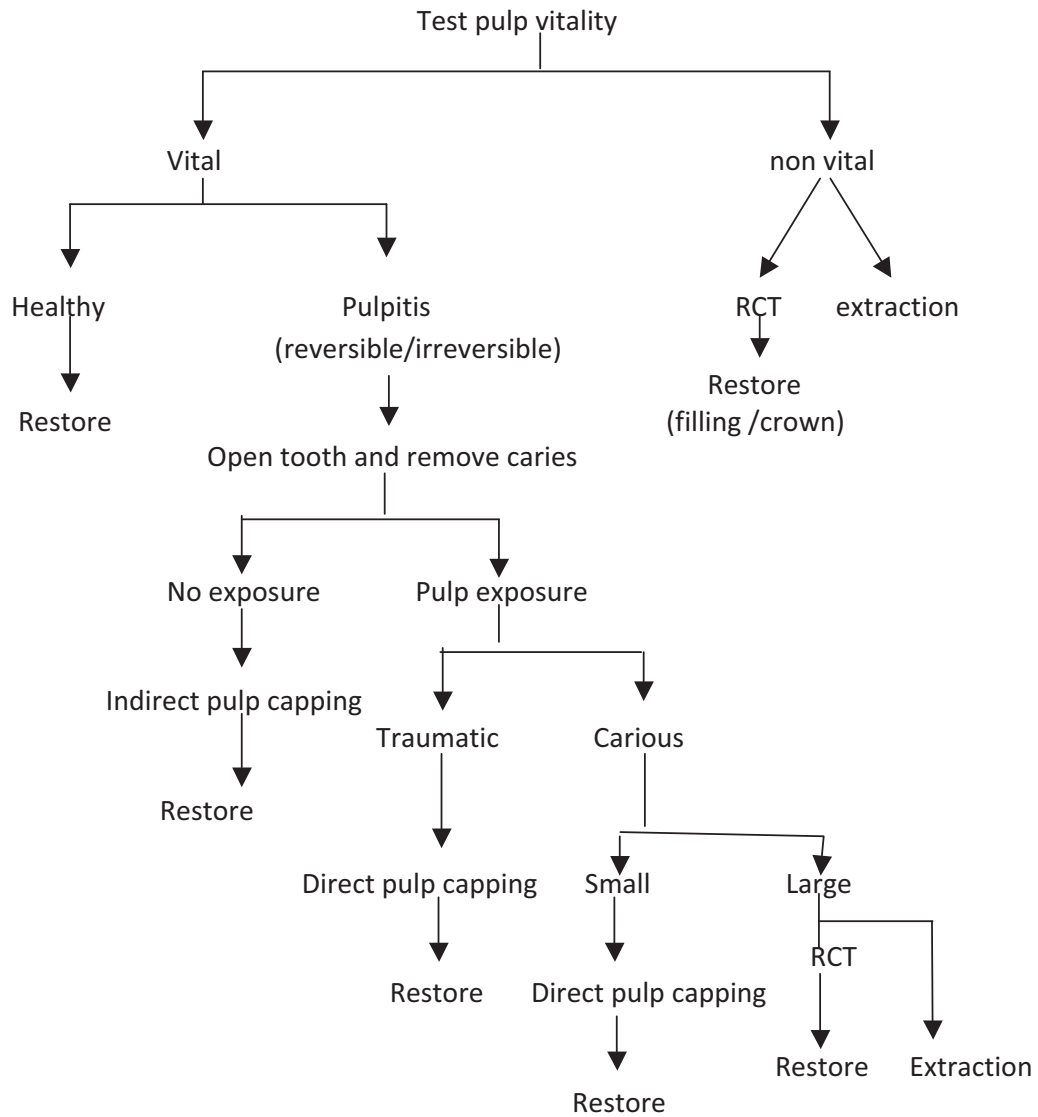 Test pulp vitality
Vital
non vital
Healthy
Pulpitis
(reversible/irreversible)
RCT
extraction
Restore
Restore
(filling /crown)
Open tooth and remove caries
No exposure
Pulp exposure
Indirect pulp capping
Traumatic
Carious
Restore
Direct pulp capping
Small
Large
RCT
Restore
Direct pulp capping
Restore
Extraction
Restore